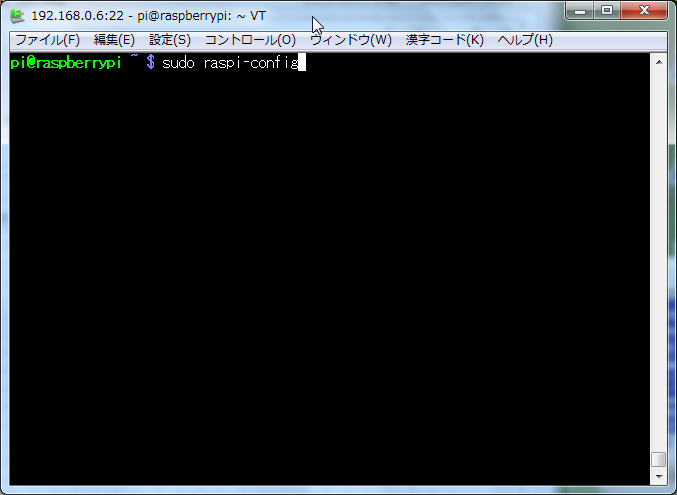 192.168.0.6:22 - pi@raspberrypi: ~ VT
ファイル(F) 編集(E) 設定(S) コントロール(O) ウィンドウ(W) 漢字コード(K) ヘルプ(H)
pi@raspberrypi ~ $ sudo raspi-config